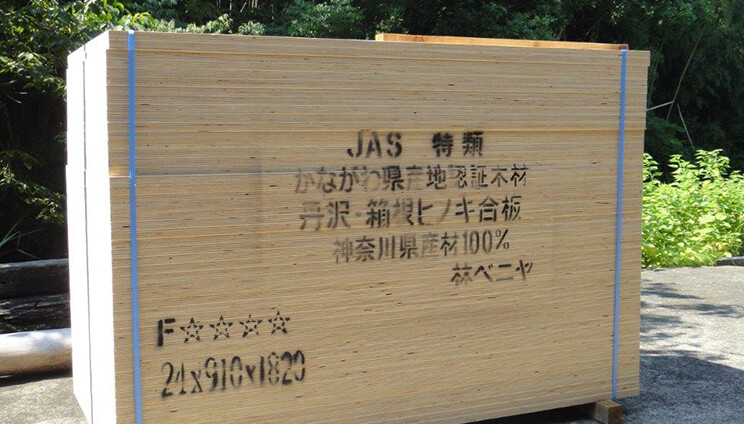 JAS 特類
かながわ県産地認証木材
丹沢・箱根ヒノキ合板
神奈川県産材100%
林ベニヤ
F☆☆☆☆
24x910x1820